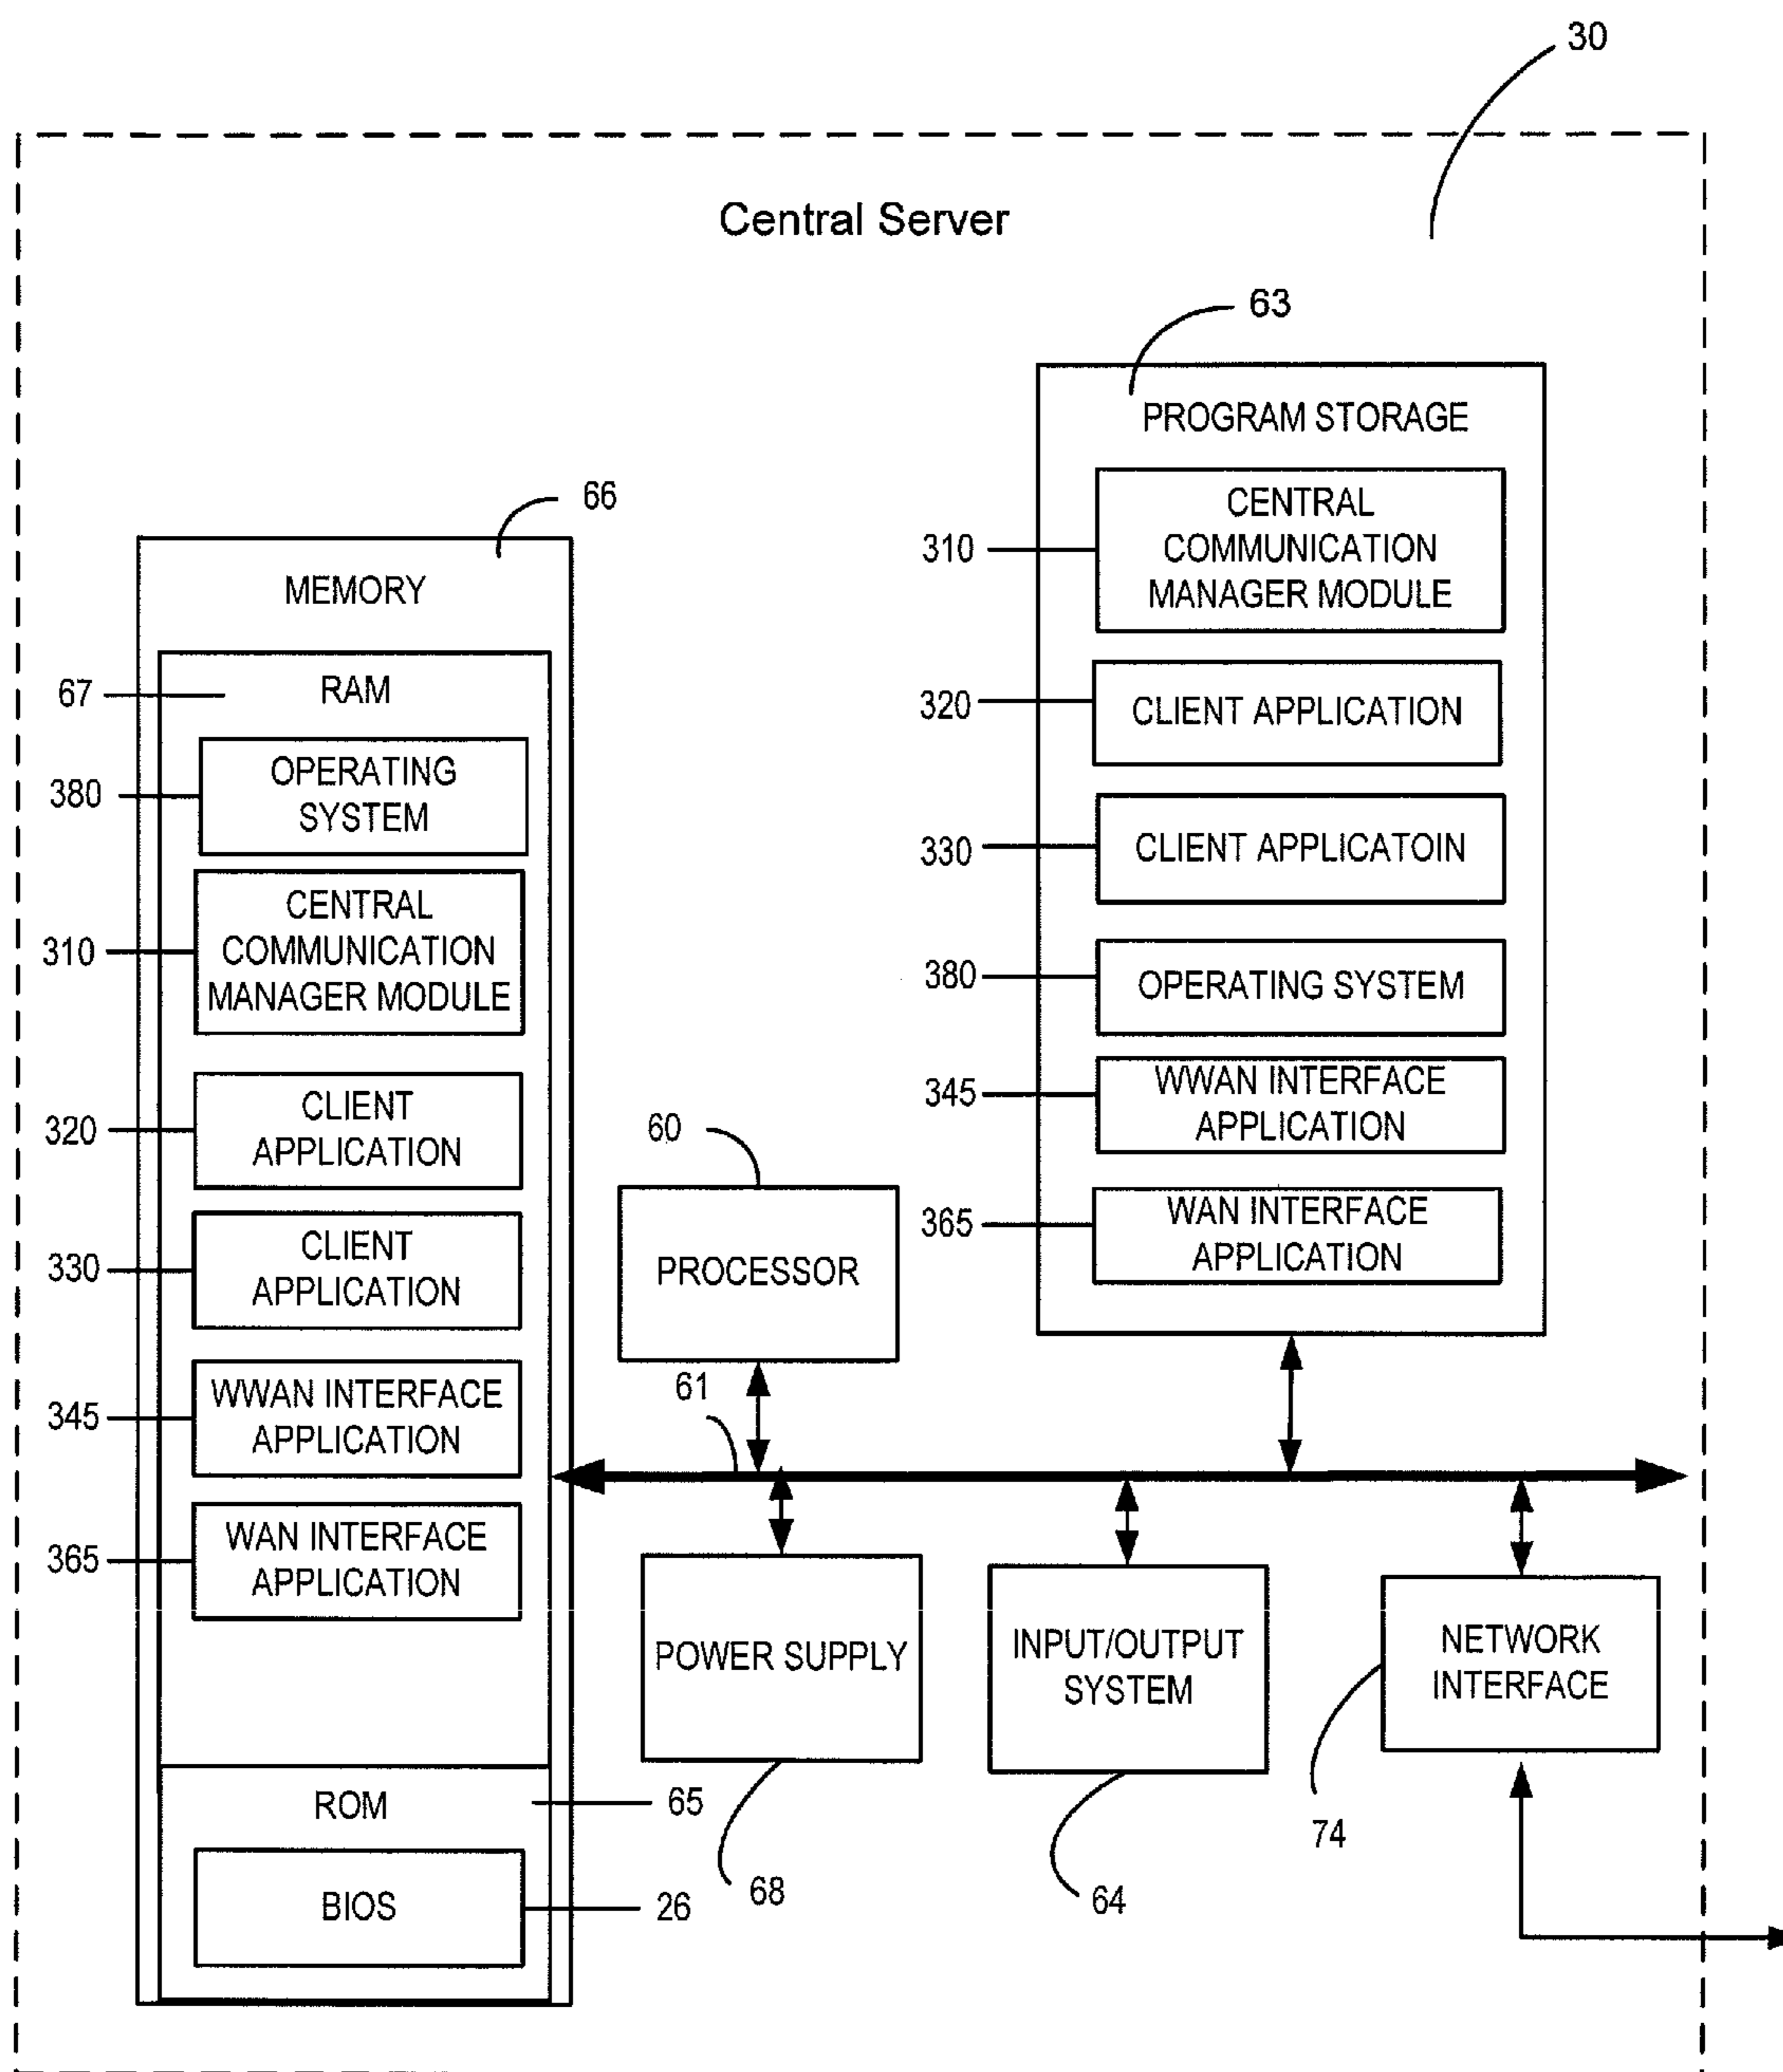 30
Central Server
63
PROGRAM STORAGE
310
CENTRAL
COMMUNICATION
MANAGER MODULE
320
CLIENT APPLICATION
330
CLIENT APPLICATOIN
380
OPERATING SYSTEM
345
WWAN INTERFACE
APPLICATION
365
WAN INTERFACE
APPLICATION
66
MEMORY
67
RAM
380
OPERATING
SYSTEM
310
CENTRAL
COMMUNICATION
MANAGER MODULE
320
CLIENT
APPLICATION
330
CLIENT
APPLICATION
345
WWAN INTERFACE
APPLICATION
365
WAN INTERFACE
APPLICATION
ROM
65
BIOS
26
60
PROCESSOR
61
POWER SUPPLY
68
INPUT/OUTPUT
SYSTEM
64
NETWORK
INTERFACE
74